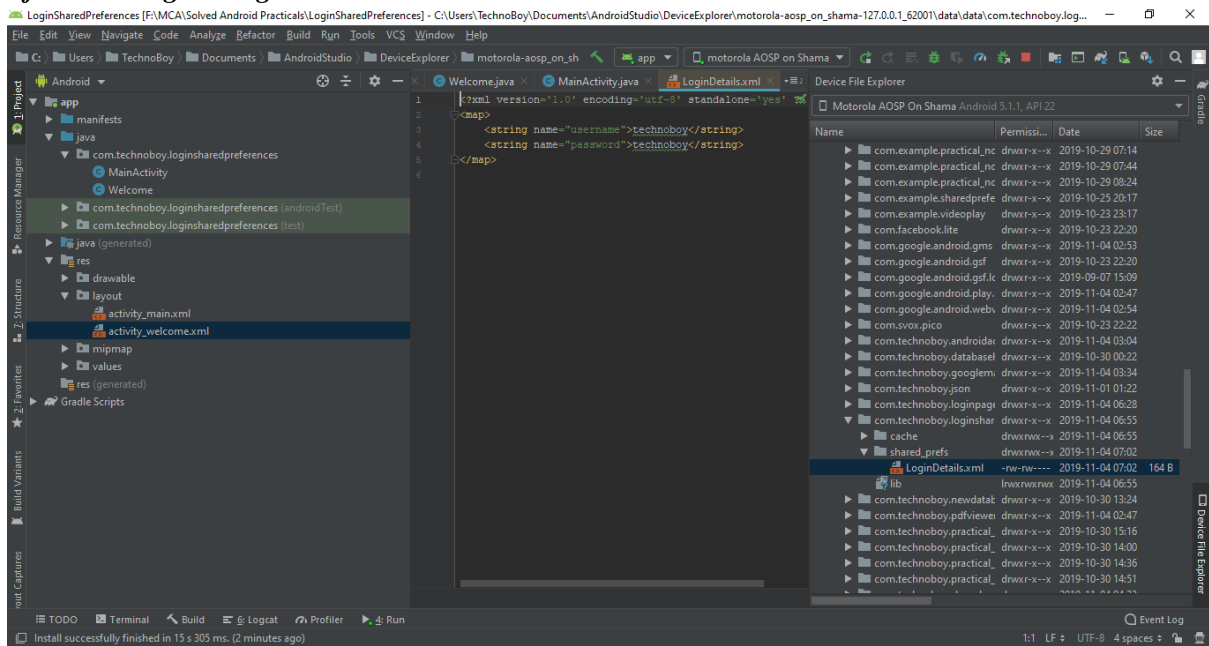 LoginSharedPreferences [F:\MCA\Solved Android Practicals\LoginSharedPreferences] - C:\Users\TechnoBoy\Documents\AndroidStudio\DeviceExplorer\motorola-aosp_on_shama-127.0.0.1_62001\data\data\com.technoboy.log...
File Edit View Navigate Code Analyze Refactor Build Run Tools VCS Window Help
C: Users TechnoBoy Documents AndroidStudio DeviceExplorer motorola-aosp_on_sh app motorola AOSP on Shama
1: Project
Resource Manager
7: Structure
2: Favorites
Build Variants
out Captures
Android
app
manifests
java
com.technoboy.loginsharedpreferences
MainActivity
Welcome
com.technoboy.loginsharedpreferences (androidTest)
com.technoboy.loginsharedpreferences (test)
java (generated)
res
drawable
layout
activity_main.xml
activity_welcome.xml
mipmap
values
res (generated)
Gradle Scripts
Welcome.java MainActivity.java LoginDetails.xml
1 <?xml version='1.0' encoding='utf-8' standalone='yes' ?>
2 <map>
3 <string name="username">technoboy</string>
4 <string name="password">technoboy</string>
5 </map>
6
Device File Explorer
Motorola AOSP On Shama Android 5.1.1, API 22
Name Permissi... Date Size
com.example.practical_nc drwxr-x--x 2019-10-29 07:14
com.example.practical_nc drwxr-x--x 2019-10-29 07:44
com.example.practical_nc drwxr-x--x 2019-10-29 08:24
com.example.sharedprefe drwxr-x--x 2019-10-25 20:17
com.example.videoplay drwxr-x--x 2019-10-23 23:17
com.facebook.lite drwxr-x--x 2019-10-23 22:20
com.google.android.gms drwxr-x--x 2019-11-04 02:53
com.google.android.gsf drwxr-x--x 2019-10-23 22:20
com.google.android.gsf.lc drwxr-x--x 2019-09-07 15:09
com.google.android.play. drwxr-x--x 2019-11-04 02:47
com.google.android.webv drwxr-x--x 2019-11-04 02:54
com.svox.pico drwxr-x--x 2019-10-23 22:22
com.technoboy.androidac drwxr-x--x 2019-11-04 03:04
com.technoboy.databasel drwxr-x--x 2019-10-30 00:22
com.technoboy.googlema drwxr-x--x 2019-11-04 03:34
com.technoboy.json drwxr-x--x 2019-11-01 01:22
com.technoboy.loginpage drwxr-x--x 2019-11-04 06:28
com.technoboy.loginshar drwxr-x--x 2019-11-04 06:55
cache drwxrwx--x 2019-11-04 06:55
shared_prefs drwxrwx--x 2019-11-04 07:02
LoginDetails.xml -rw-rw---- 2019-11-04 07:02 164 B
lib lrwxrwxrwx 2019-11-04 06:55
com.technoboy.newdatab drwxr-x--x 2019-10-30 13:24
com.technoboy.pdfviewer drwxr-x--x 2019-11-04 02:47
com.technoboy.practical_ drwxr-x--x 2019-10-30 15:16
com.technoboy.practical_ drwxr-x--x 2019-10-30 14:00
com.technoboy.practical_ drwxr-x--x 2019-10-30 14:36
com.technoboy.practical_ drwxr-x--x 2019-10-30 14:51
Gradle
Device File Explorer
TODO Terminal Build 6: Logcat Profiler 4: Run Event Log
Install successfully finished in 15 s 305 ms. (2 minutes ago) 1:1 LF UTF-8 4 spaces